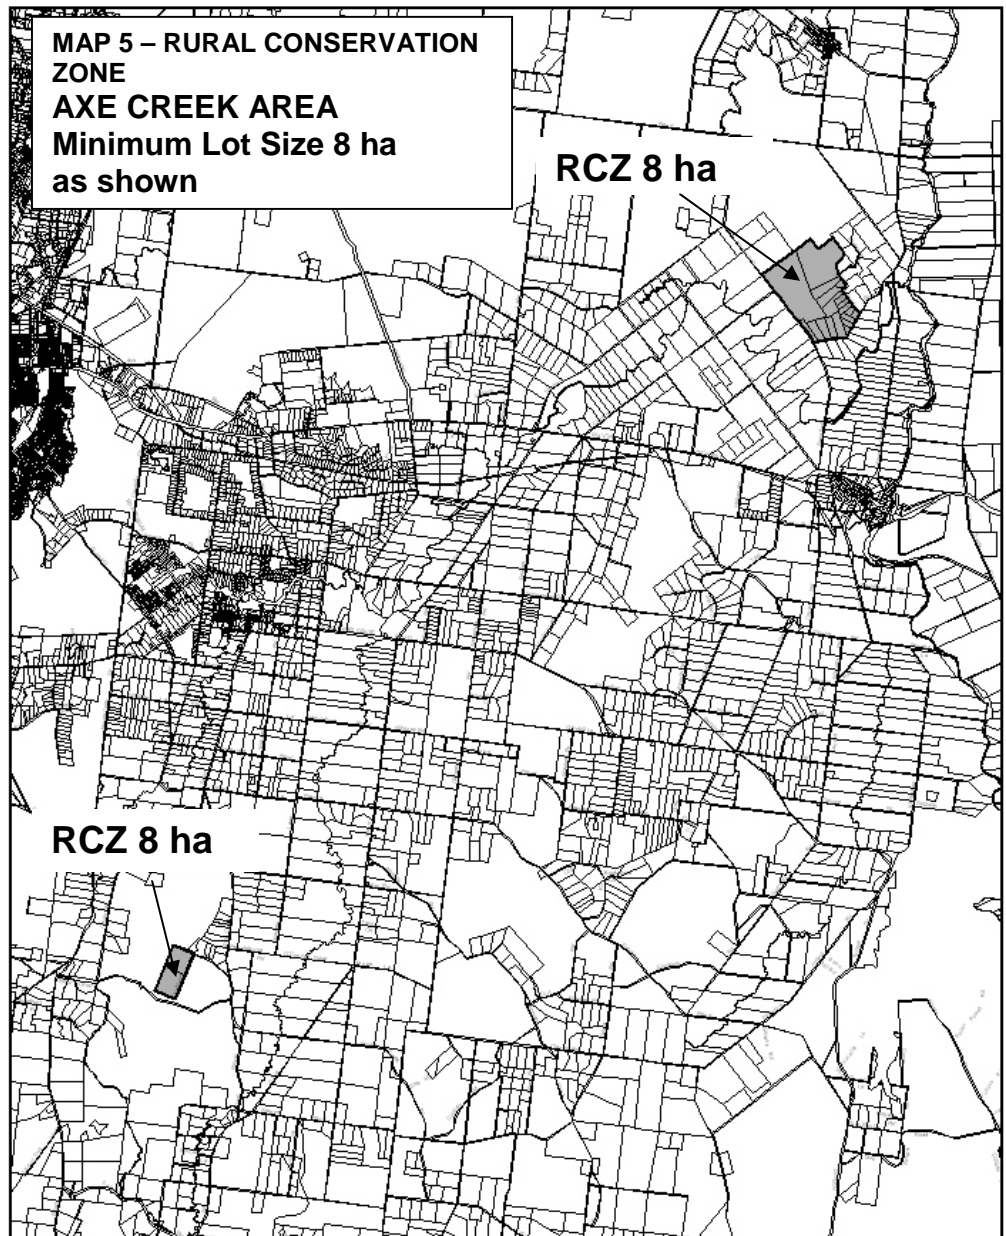 MAP 5 – RURAL CONSERVATION
ZONE
AXE CREEK AREA
Minimum Lot Size 8 ha
as shown
RCZ 8 ha
RCZ 8 ha